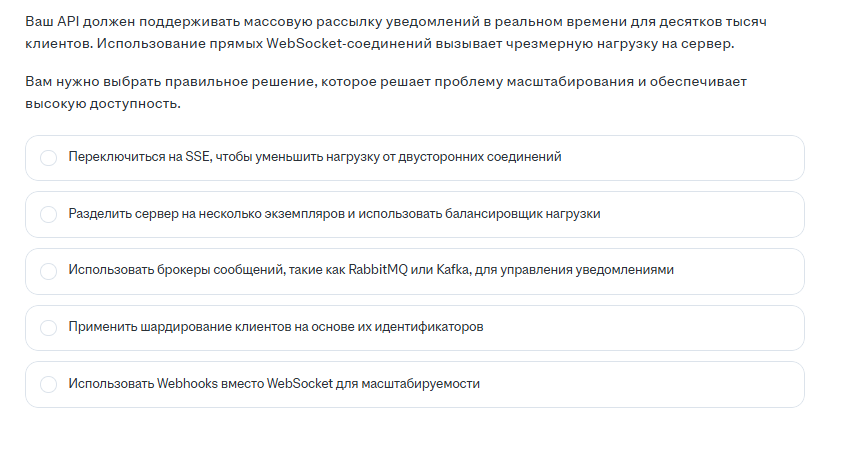 Ваш API должен поддерживать массовую рассылку уведомлений в реальном времени для десятков тысяч
клиентов. Использование прямых WebSocket-соединений вызывает чрезмерную нагрузку на сервер.
Вам нужно выбрать правильное решение, которое решает проблему масштабирования и обеспечивает
высокую доступность.
Переключиться на SSE, чтобы уменьшить нагрузку от двусторонних соединений
Разделить сервер на несколько экземпляров и использовать балансировщик нагрузки
Использовать брокеры сообщений, такие как RabbitMQ или Kafka, для управления уведомлениями
Применить шардирование клиентов на основе их идентификаторов
Использовать Webhooks вместо WebSocket для масштабируемости